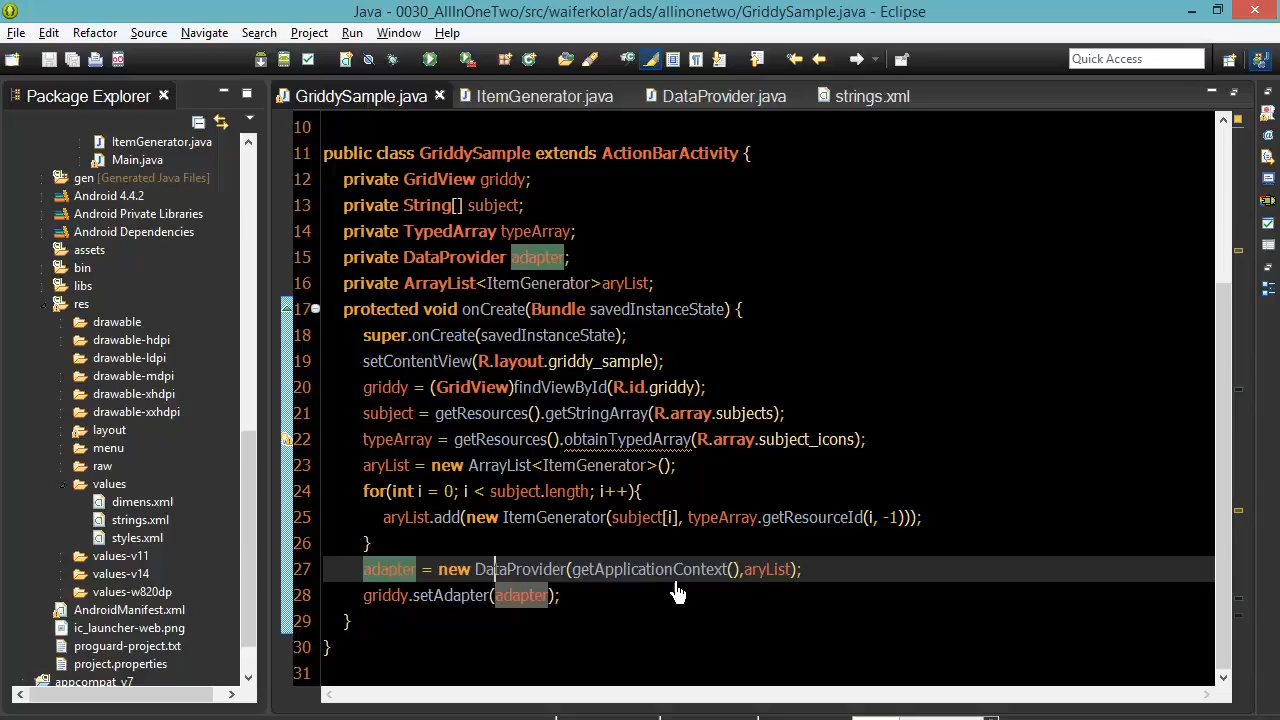 Java - 0030_AllInOneTwo/src/waiferkolar/ads/allinonetwo/GriddySample.java - Eclipse
File Edit Refactor Source Navigate Search Project Run Window Help
Quick Access
Package Explorer
GriddySample.java ItemGenerator.java DataProvider.java strings.xml
ItemGenerator.java
Main.java
gen [Generated Java Files]
Android 4.4.2
Android Private Libraries
Android Dependencies
assets
bin
libs
res
drawable
drawable-hdpi
drawable-ldpi
drawable-mdpi
drawable-xhdpi
drawable-xxhdpi
layout
menu
raw
values
dimens.xml
strings.xml
styles.xml
values-v11
values-v14
values-w820dp
AndroidManifest.xml
ic_launcher-web.png
proguard-project.txt
project.properties
appcompat_v7
10
11 public class GriddySample extends ActionBarActivity {
12 private GridView griddy;
13 private String[] subject;
14 private TypedArray typeArray;
15 private DataProvider adapter;
16 private ArrayList<ItemGenerator>aryList;
17 protected void onCreate(Bundle savedInstanceState) {
18 super.onCreate(savedInstanceState);
19 setContentView(R.layout.griddy_sample);
20 griddy = (GridView)findViewById(R.id.griddy);
21 subject = getResources().getStringArray(R.array.subjects);
22 typeArray = getResources().obtainTypedArray(R.array.subject_icons);
23 aryList = new ArrayList<ItemGenerator>();
24 for(int i = 0; i < subject.length; i++){
25 aryList.add(new ItemGenerator(subject[i], typeArray.getResourceId(i, -1)));
26 }
27 adapter = new DataProvider(getApplicationContext(),aryList);
28 griddy.setAdapter(adapter);
29 }
30 }
31